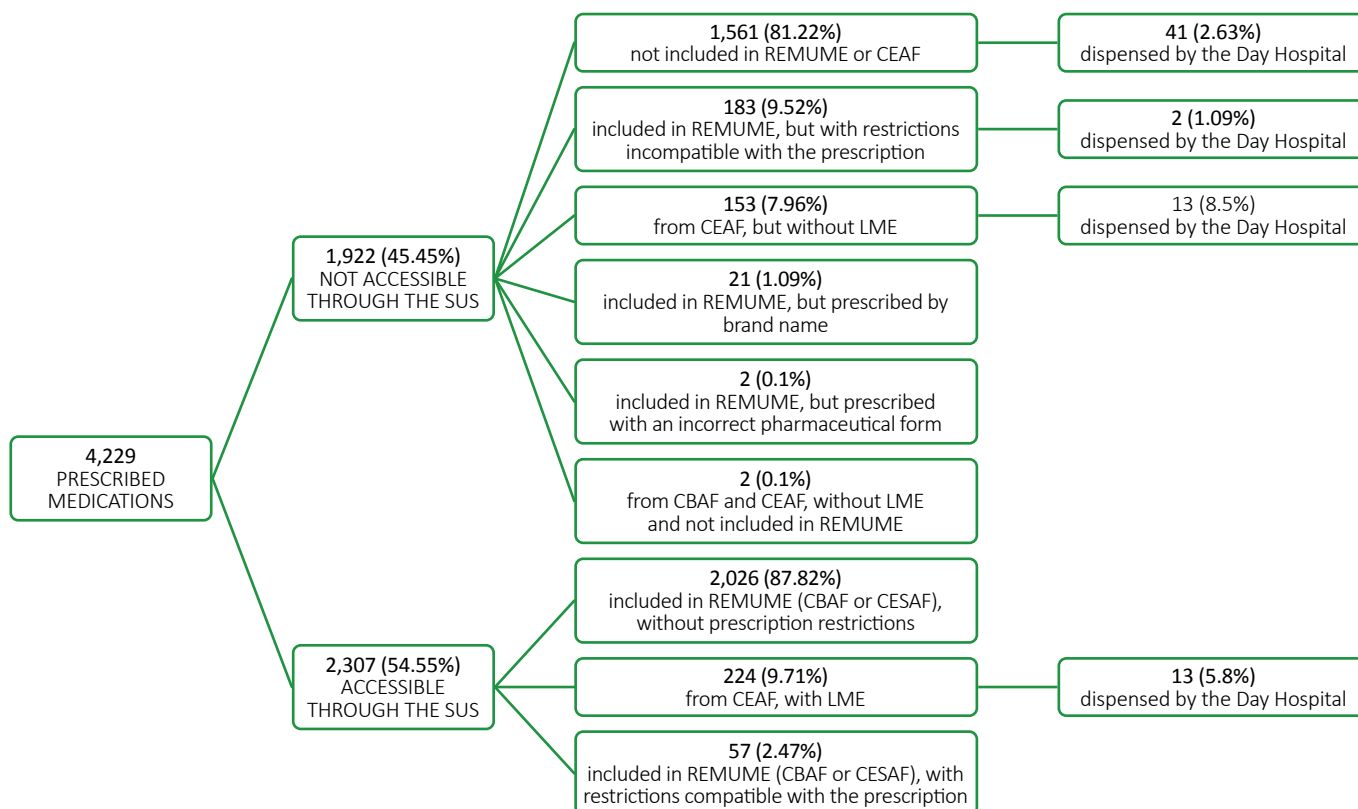 4,229
PRESCRIBED
MEDICATIONS
1,922 (45.45%)
NOT ACCESSIBLE
THROUGH THE SUS
1,561 (81.22%)
not included in REMUME or CEAF
41 (2.63%)
dispensed by the Day Hospital
183 (9.52%)
included in REMUME, but with restrictions
incompatible with the prescription
2 (1.09%)
dispensed by the Day Hospital
153 (7.96%)
from CEAF, but without LME
13 (8.5%)
dispensed by the Day Hospital
21 (1.09%)
included in REMUME, but prescribed by
brand name
2 (0.1%)
included in REMUME, but prescribed
with an incorrect pharmaceutical form
2 (0.1%)
from CBAF and CEAF, without LME
and not included in REMUME
2,307 (54.55%)
ACCESSIBLE
THROUGH THE SUS
2,026 (87.82%)
included in REMUME (CBAF or CESAF),
without prescription restrictions
224 (9.71%)
from CEAF, with LME
13 (5.8%)
dispensed by the Day Hospital
57 (2.47%)
included in REMUME (CBAF or CESAF), with
restrictions compatible with the prescription